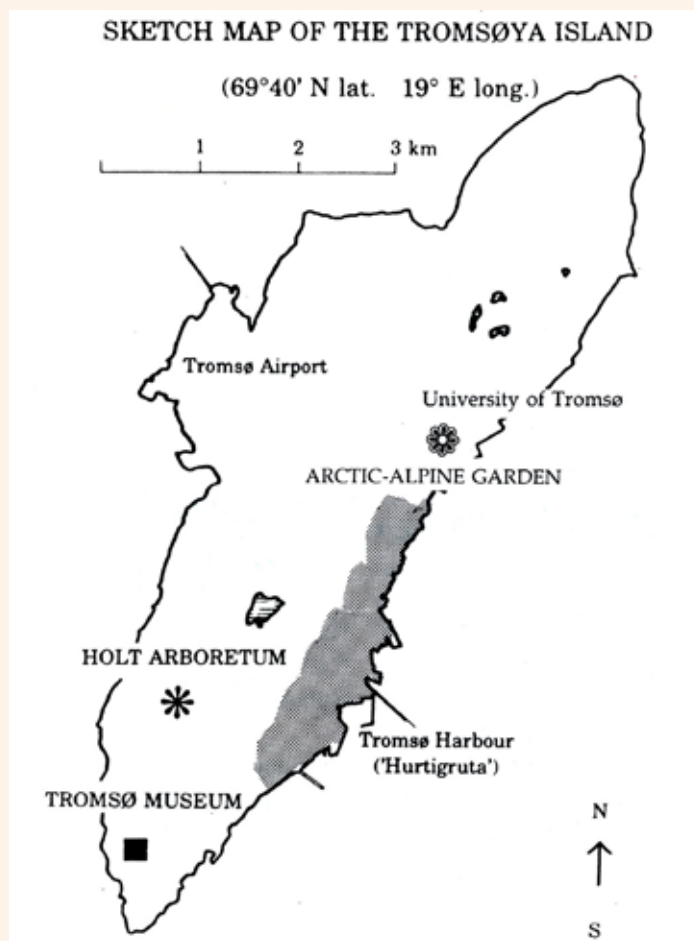 SKETCH MAP OF THE TROMSØYA ISLAND
(69°40' N lat. 19° E long.)
1 2 3 km
Tromsø Airport
University of Tromsø
ARCTIC-ALPINE GARDEN
HOLT ARBORETUM
Tromsø Harbour
('Hurtigruta')
TROMSØ MUSEUM
N
S